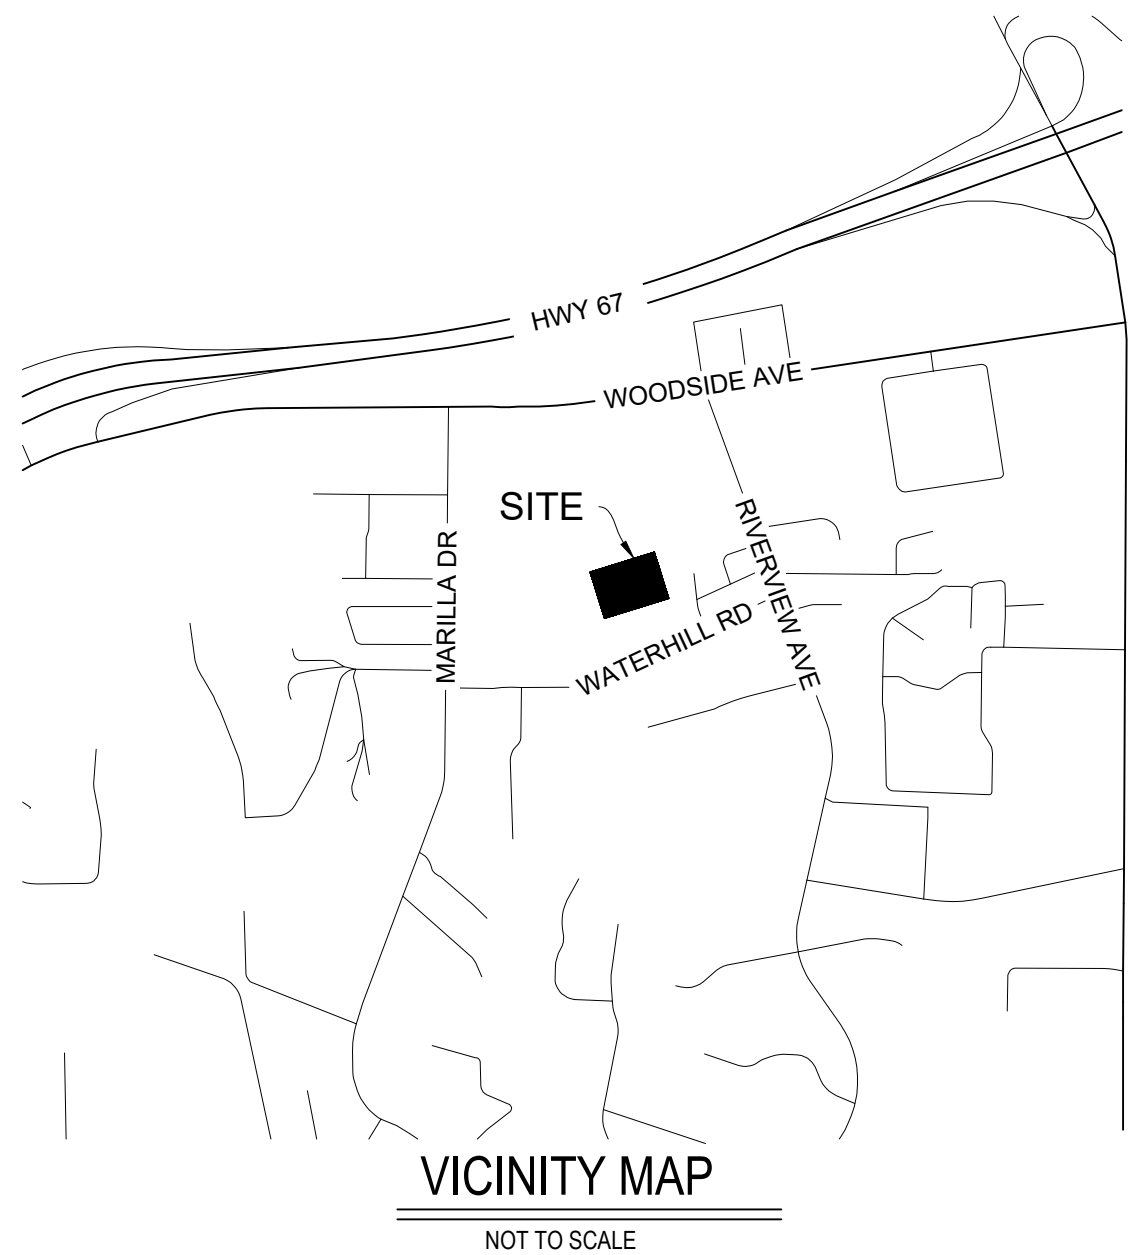 HWY 67
WOODSIDE AVE
SITE
RIVERVIEW AVE
MARILLA DR
WATERHILL RD
VICINITY MAP
NOT TO SCALE